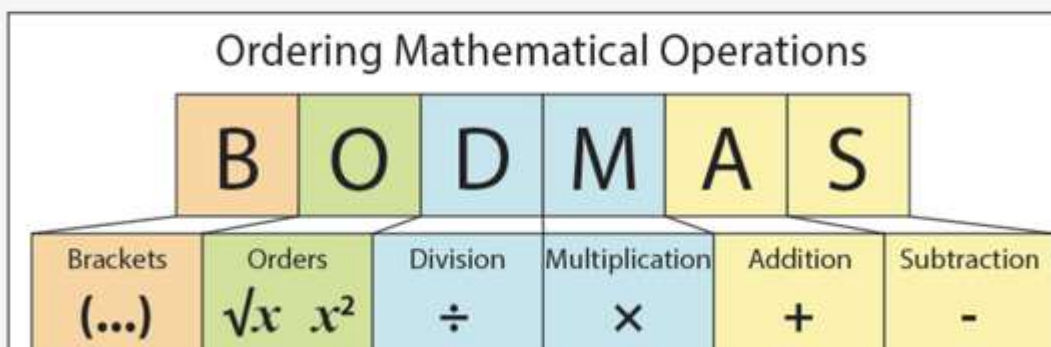 Ordering Mathematical Operations
B O D M A S
Brackets Orders Division Multiplication Addition Subtraction
(...) √x x² ÷ × + -